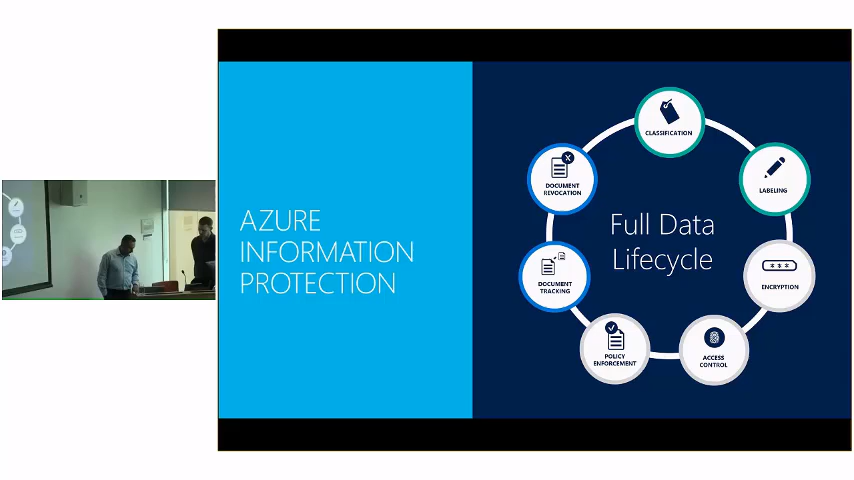 AZURE
INFORMATION
PROTECTION
Full Data
Lifecycle
CLASSIFICATION
LABELING
ENCRYPTION
ACCESS
CONTROL
POLICY
ENFORCEMENT
DOCUMENT
TRACKING
DOCUMENT
REVOCATION